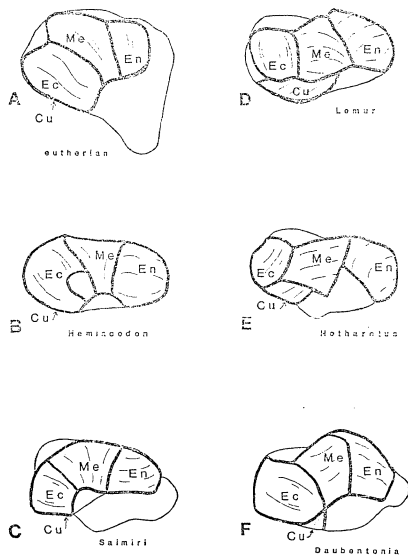 Me
En
Ec
A
Cu
eutherian
Me
Ec
En
B
Cu
Hemiacodon
Me
En
Ec
C
Cu
Saimiri
En
Ec
Me
D
Cu
Lemur
Me
Ec
En
Cu
E
Notharctus
Me
En
Ec
F
Cu
Daubentonia